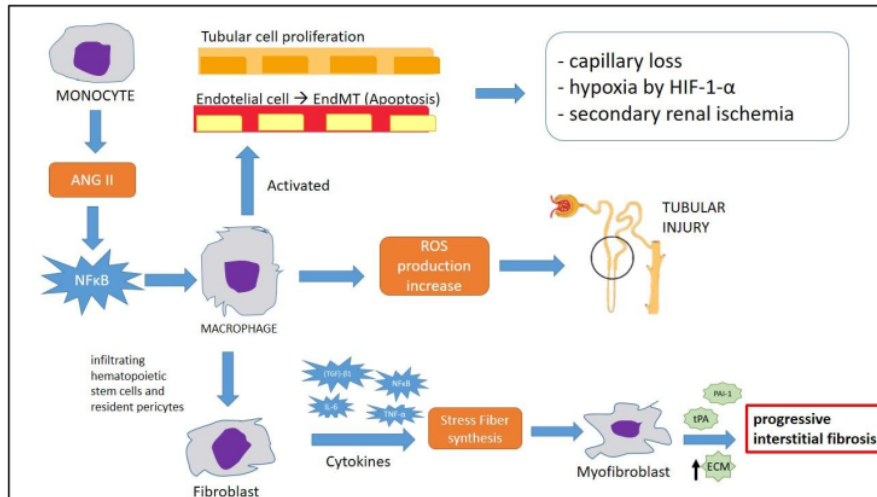 Tubular cell proliferation
Endotelial cell → EndMT (Apoptosis)
- capillary loss
- hypoxia by HIF-1-α
- secondary renal ischemia
MONOCYTE
ANG II
Activated
NFκB
MACROPHAGE
ROS
production
increase
TUBULAR
INJURY
infiltrating
hematopoietic
stem cells and
resident pericytes
(TGF)-β1
NFκB
IL-6
TNF-α
Cytokines
Fibroblast
Stress Fiber
synthesis
Myofibroblast
PAI-1
tPA
ECM
progressive
interstitial fibrosis